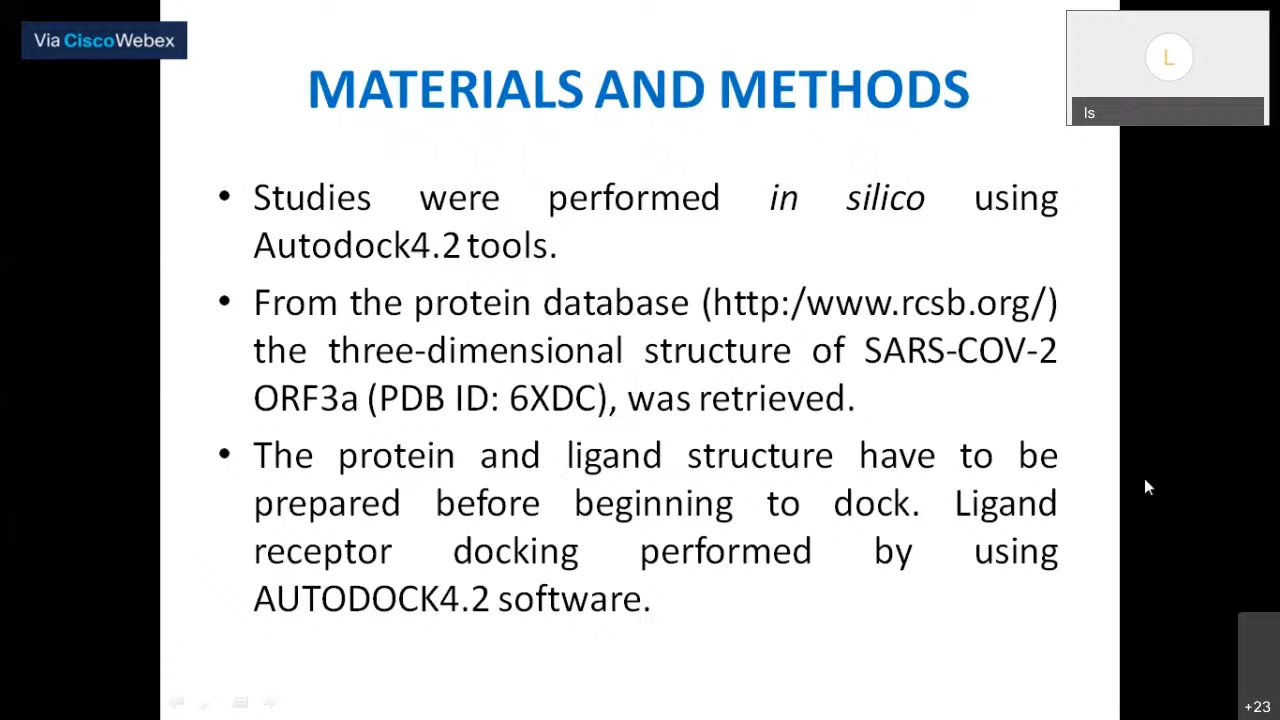 Via CiscoWebex
L
ls
MATERIALS AND METHODS
• Studies were performed in silico using
Autodock4.2 tools.
• From the protein database (http:/www.rcsb.org/)
the three-dimensional structure of SARS-COV-2
ORF3a (PDB ID: 6XDC), was retrieved.
• The protein and ligand structure have to be
prepared before beginning to dock. Ligand
receptor docking performed by using
AUTODOCK4.2 software.
+23